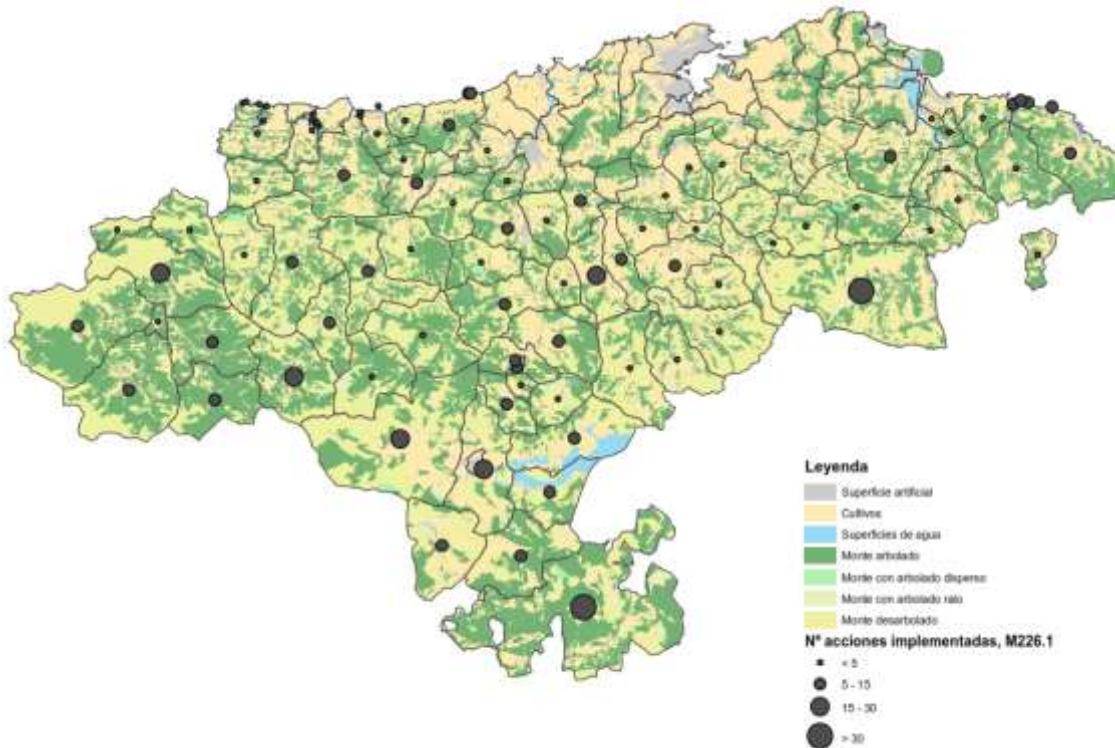 Leyenda
Superficie artificial
Cultivos
Superficies de agua
Monte arbolado
Monte con arbolado disperso
Monte con arbolado ralo
Monte desarbolado
Nº acciones implementadas, M226.1
< 5
5 - 15
15 - 30
> 30